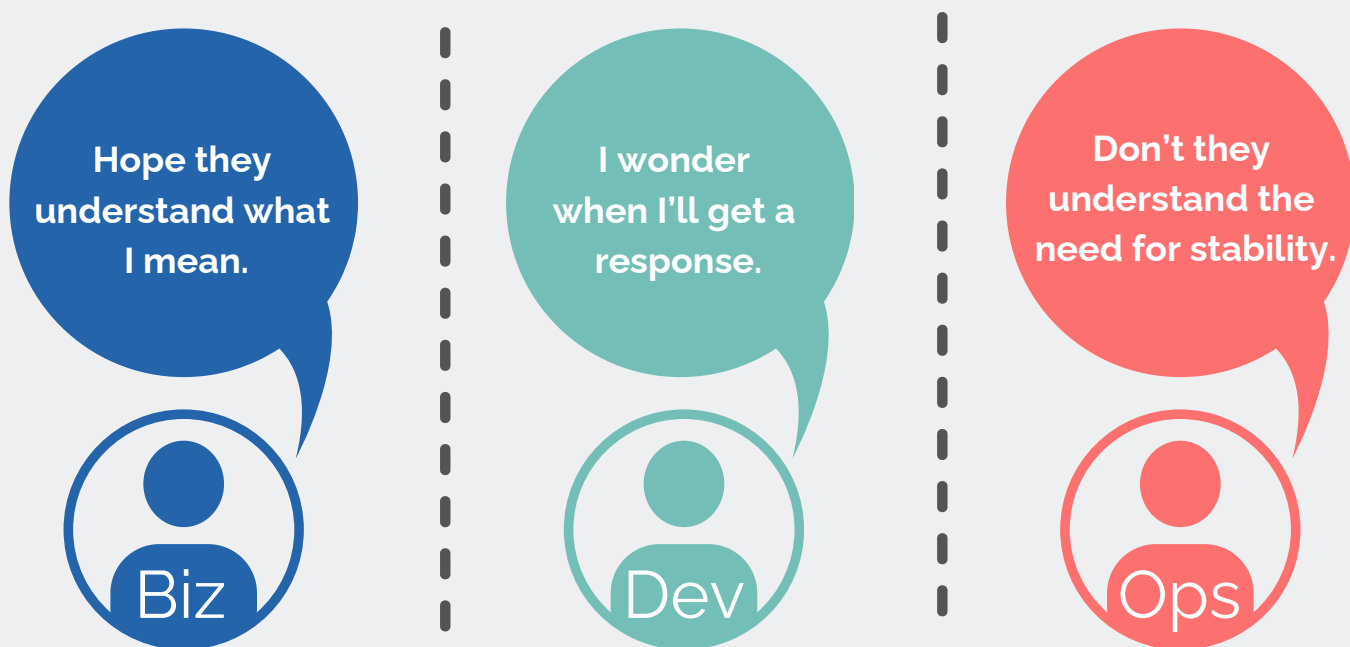 Hope they
understand what
I mean.
Biz
I wonder
when I’ll get a
response.
Dev
Don’t they
understand the
need for stability.
Ops